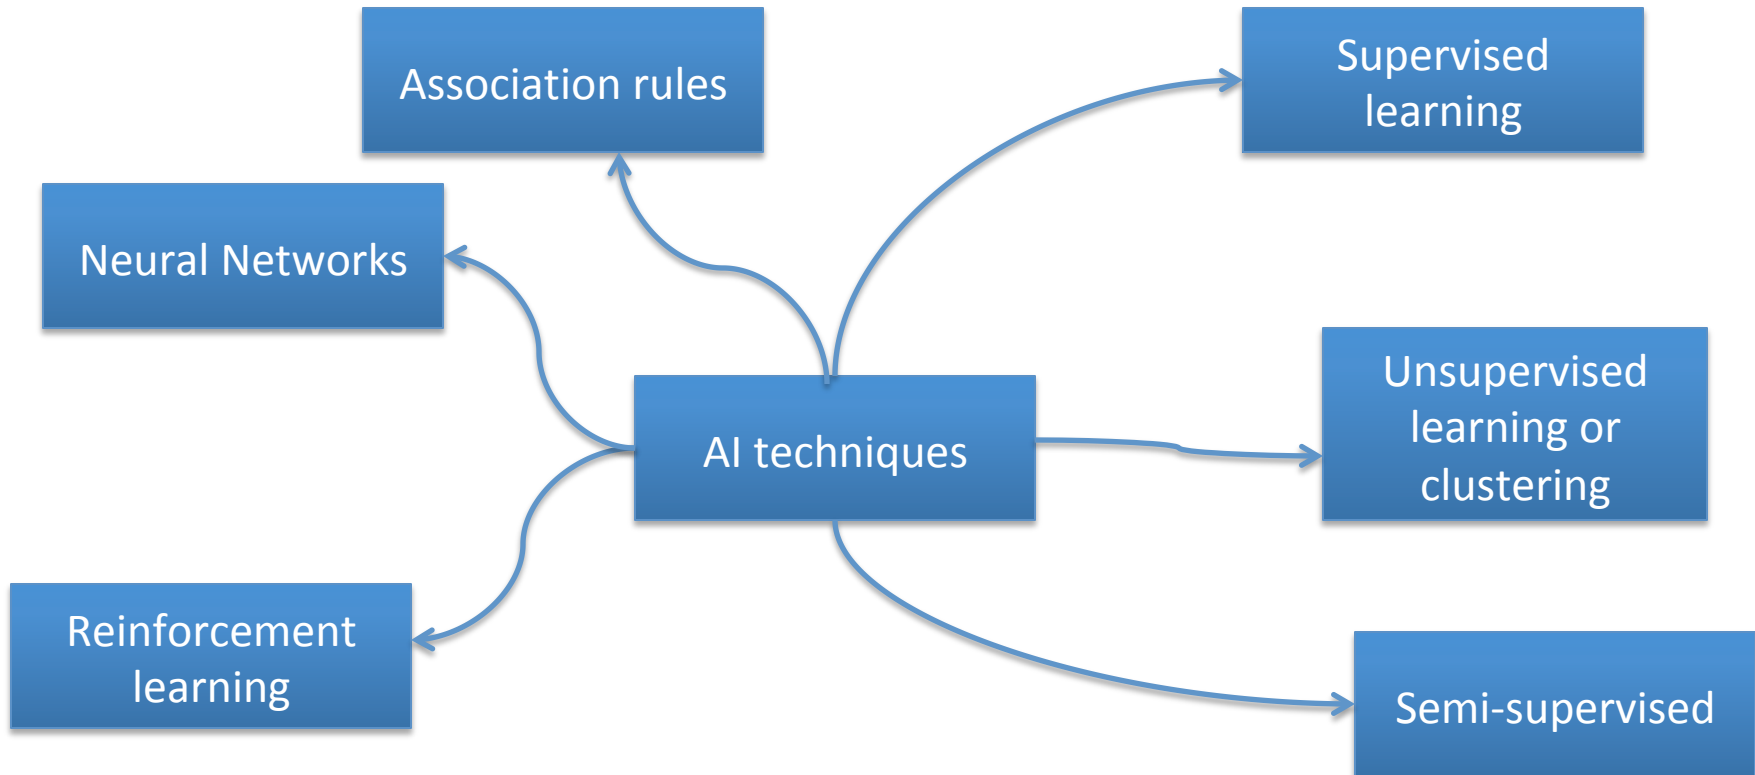 Association rules
Supervised
learning
Neural Networks
Unsupervised
learning or
clustering
AI techniques
Reinforcement
learning
Semi-supervised